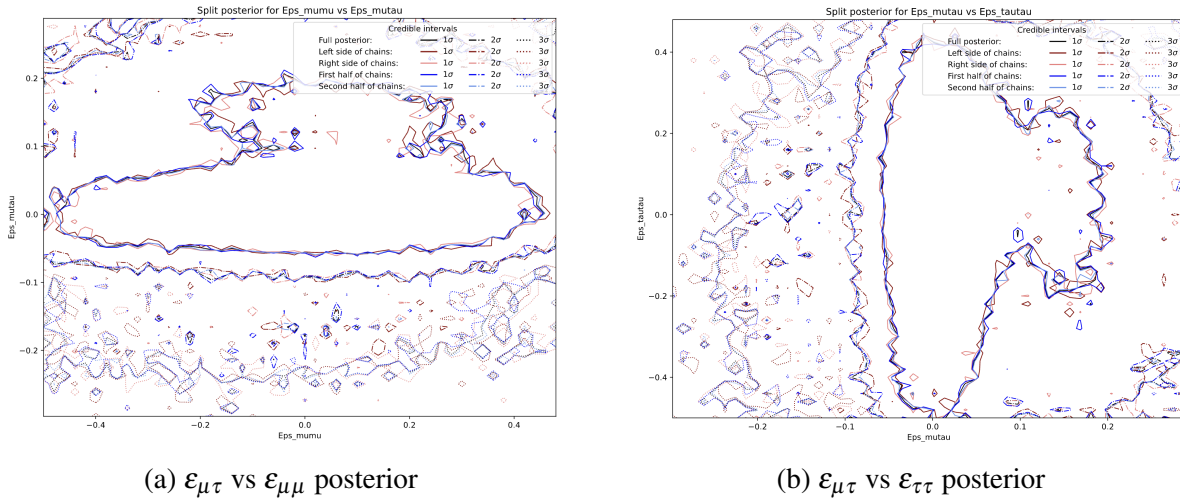 Split posterior for Eps_mumu vs Eps_mutau
Credible intervals
Full posterior: 1σ 2σ 3σ
Left side of chains: 1σ 2σ 3σ
Right side of chains: 1σ 2σ 3σ
First half of chains: 1σ 2σ 3σ
Second half of chains: 1σ 2σ 3σ
0.2
0.1
0.0
−0.1
−0.2
Eps_mutau
−0.4 −0.2 0.0 0.2 0.4
Eps_mumu
(a) εμτ vs εμμ posterior
Split posterior for Eps_mutau vs Eps_tautau
Credible intervals
Full posterior: 1σ 2σ 3σ
Left side of chains: 1σ 2σ 3σ
Right side of chains: 1σ 2σ 3σ
First half of chains: 1σ 2σ 3σ
Second half of chains: 1σ 2σ 3σ
0.4
0.2
0.0
−0.2
−0.4
Eps_tautau
−0.2 −0.1 0.0 0.1 0.2
Eps_mutau
(b) εμτ vs εττ posterior